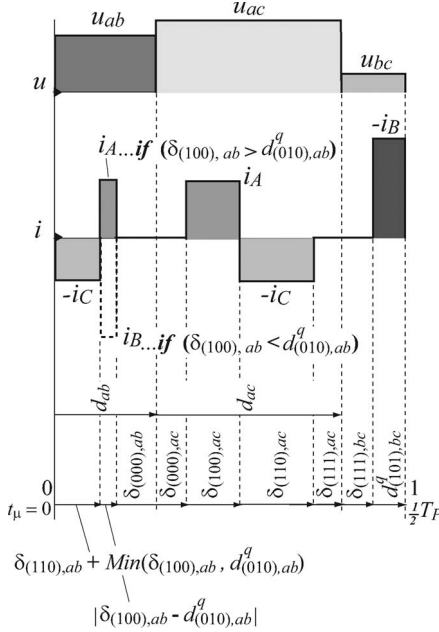 u_ab
u_ac
u_bc
u
i_A...if (δ_(100), ab > d^q_(010),ab)
-i_B
i_A
i
-i_C
-i_C
i_B...if (δ_(100), ab < d^q_(010),ab)
d_ab
d_ac
δ_(000),ab
δ_(000),ac
δ_(100),ac
δ_(110),ac
δ_(111),ac
δ_(111),bc
d^q_(101),bc
0
1
t_μ = 0
½T_P
δ_(110),ab + Min(δ_(100),ab , d^q_(010),ab)
|δ_(100),ab - d^q_(010),ab|